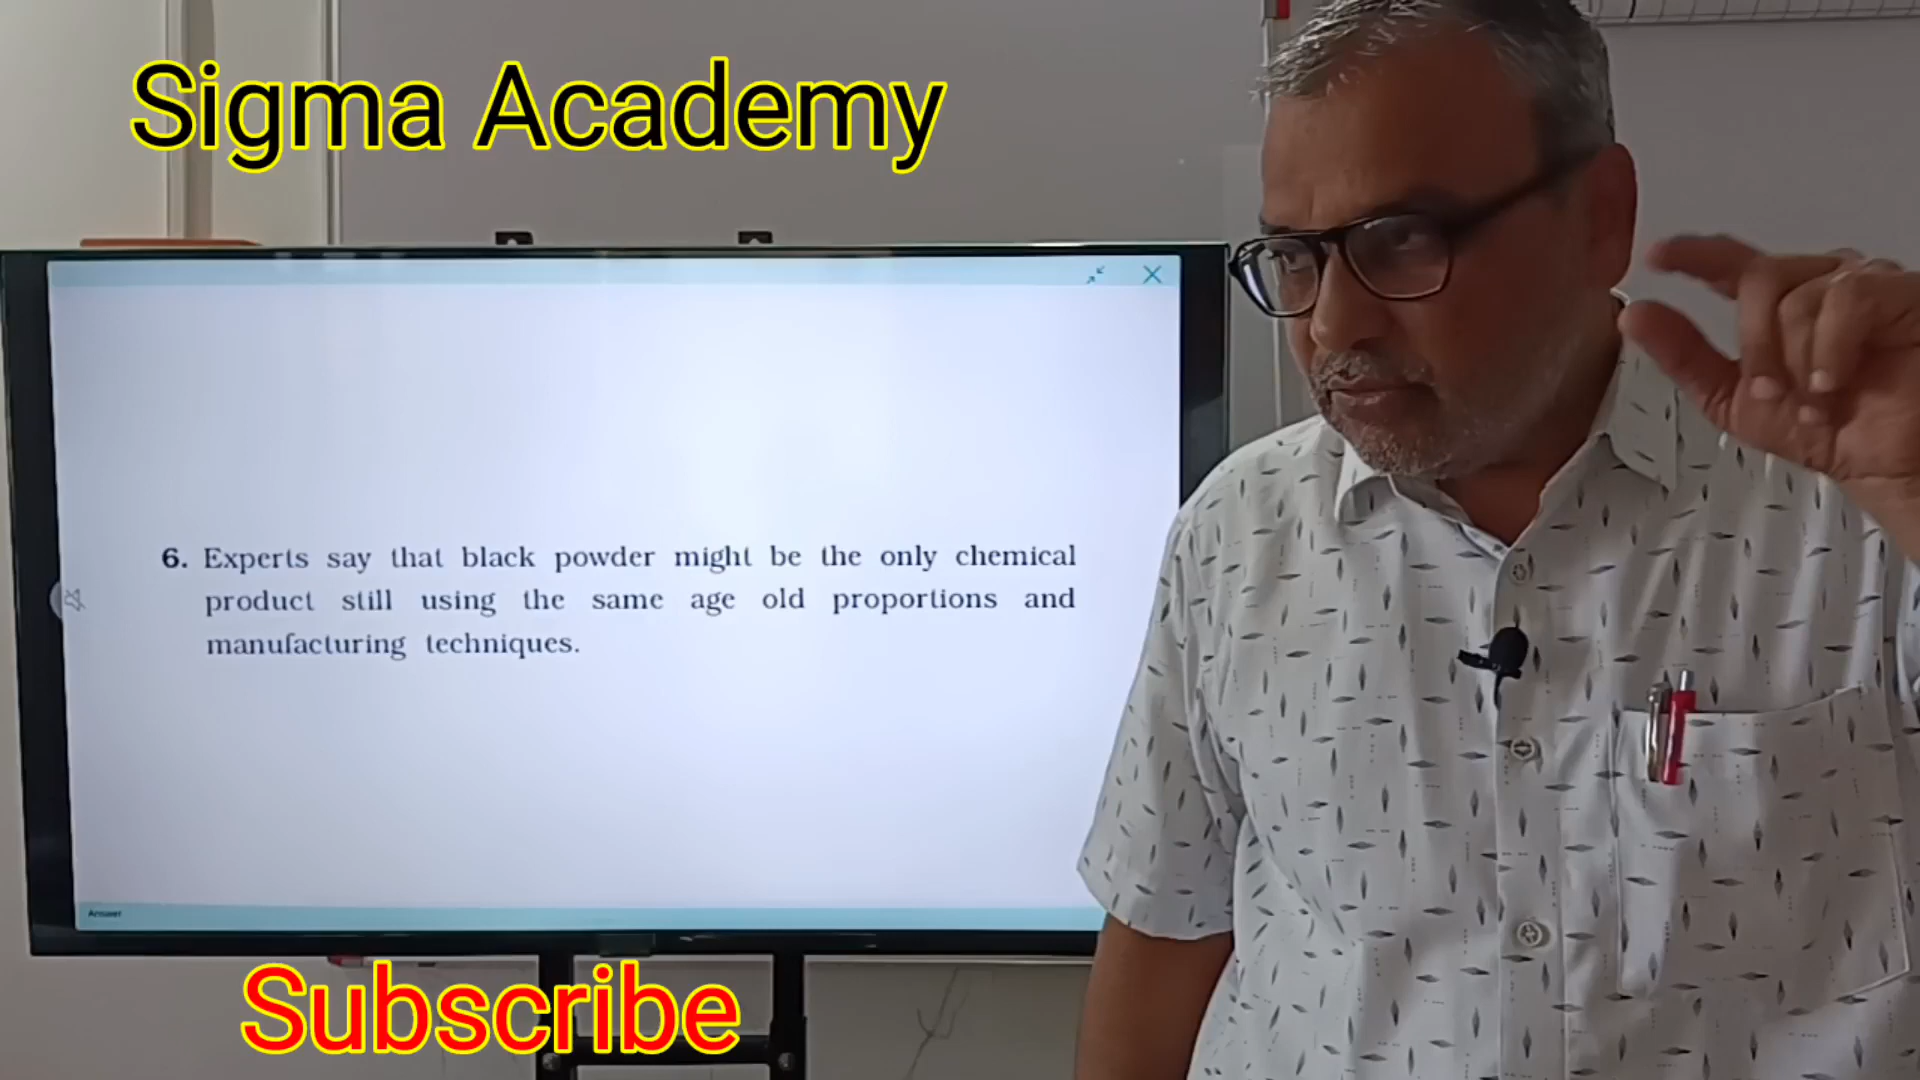 Sigma Academy
6. Experts say that black powder might be the only chemical
product still using the same age old proportions and
manufacturing techniques.
Answer
Subscribe